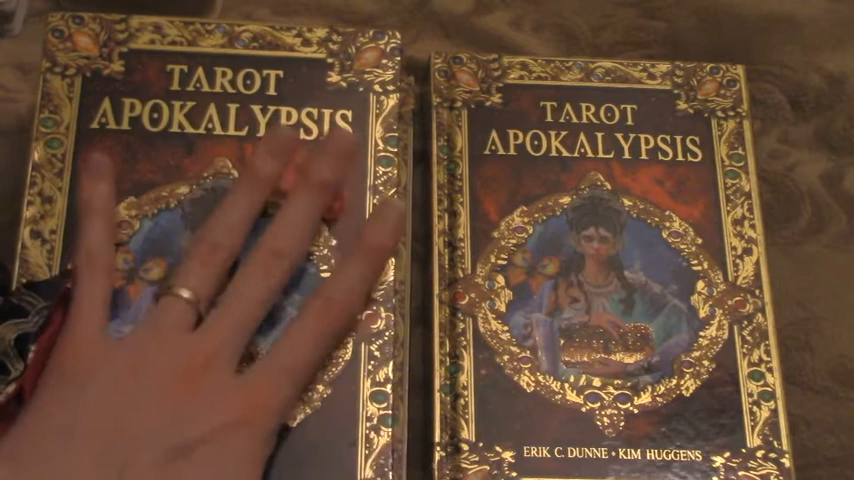 TAROT
APOKALYPSIS
TAROT
APOKALYPSIS
ERIK C. DUNNE • KIM HUGGENS